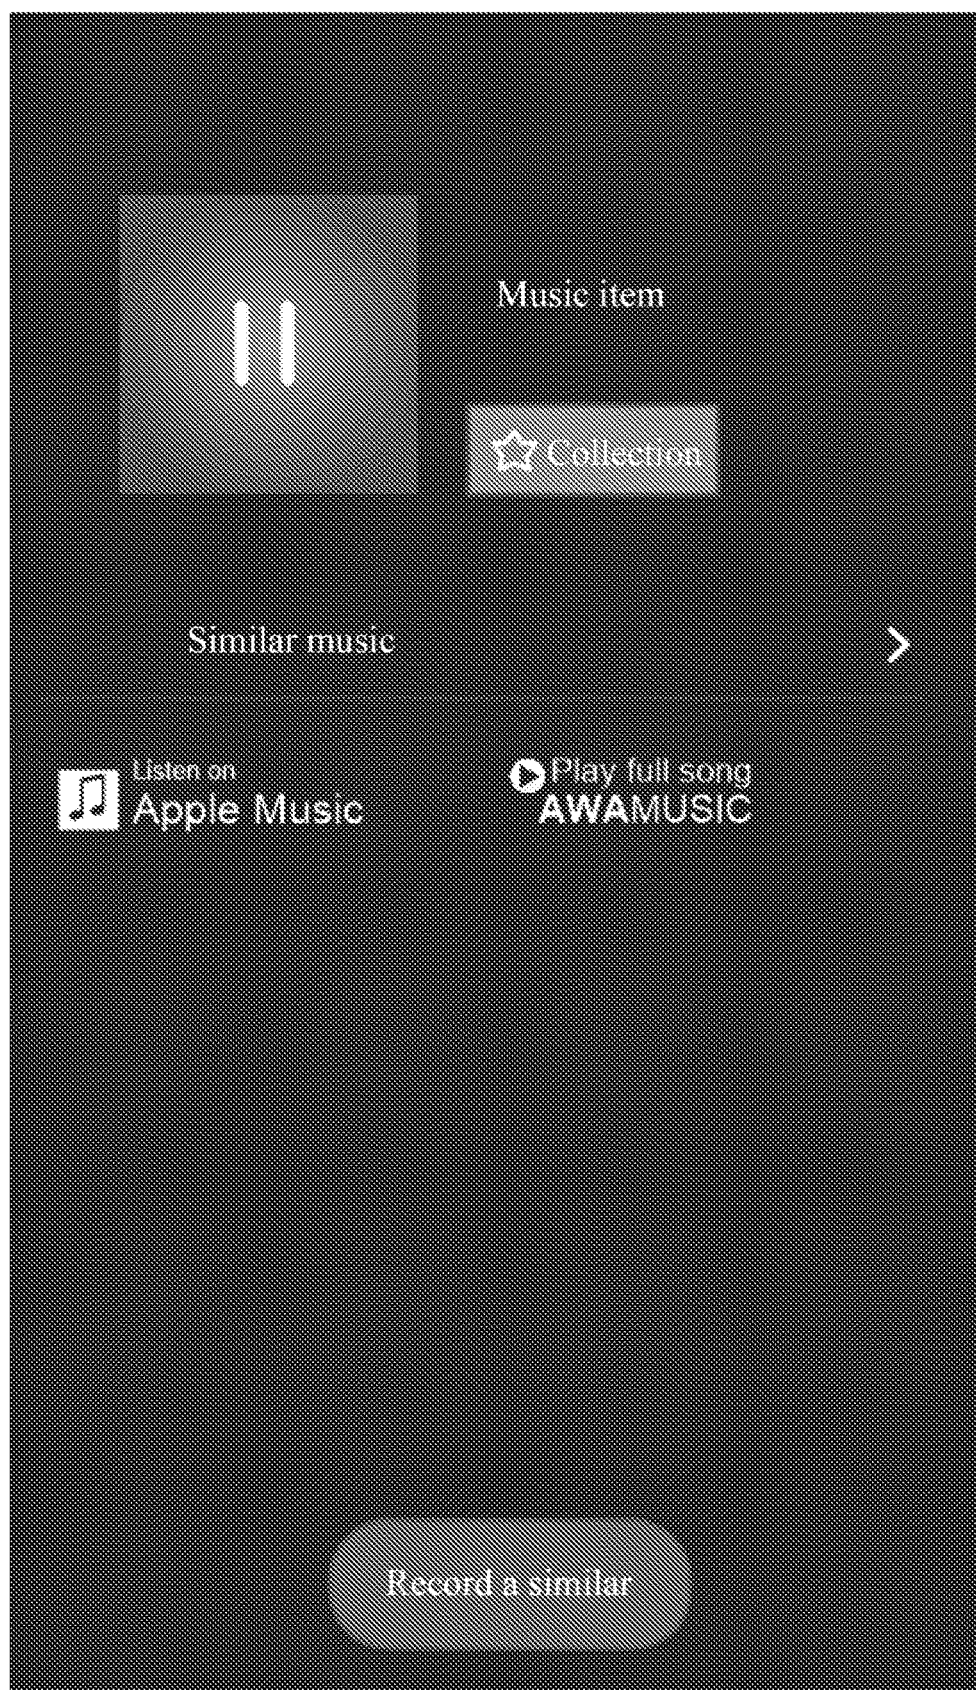 Music item
Collection
Similar music
Listen on
Apple Music
Play full song
AWAMUSIC
Record a similar